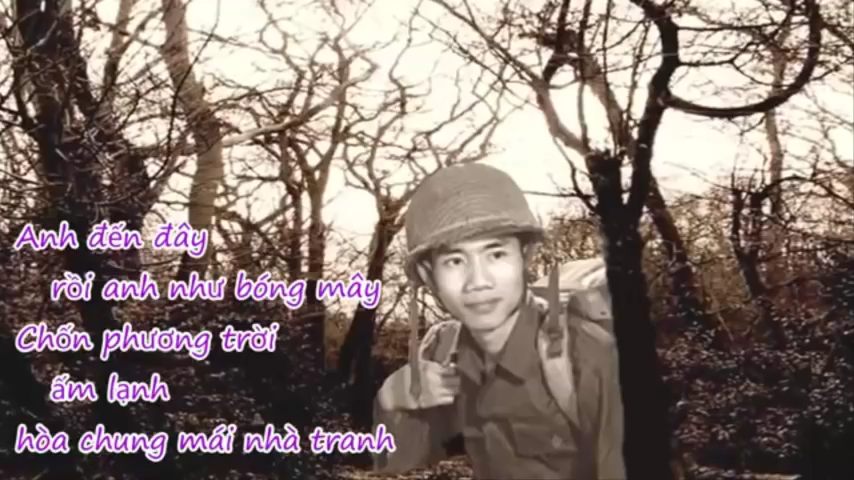 Anh đến đây
rồi anh như bóng mây
Chốn phương trời
ấm lạnh
hòa chung mái nhà tranh